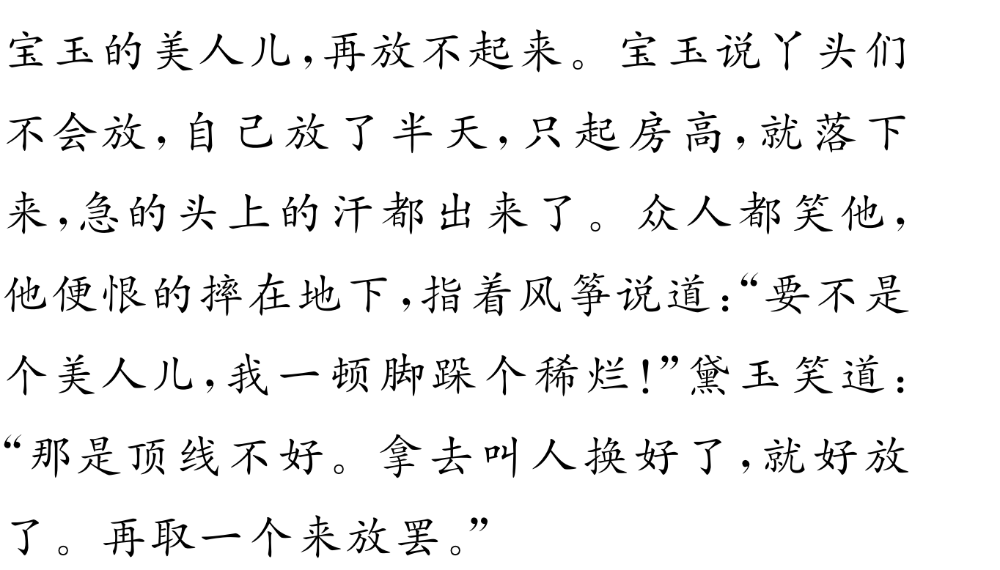 宝玉的美人儿，再放不起来。宝玉说丫头们
不会放，自己放了半天，只起房高，就落下
来，急的头上的汗都出来了。众人都笑他，
他便恨的摔在地下，指着风筝说道：“要不是
个美人儿，我一顿脚跺个稀烂！”黛玉笑道：
“那是顶线不好。拿去叫人换好了，就好放
了。再取一个来放罢。”